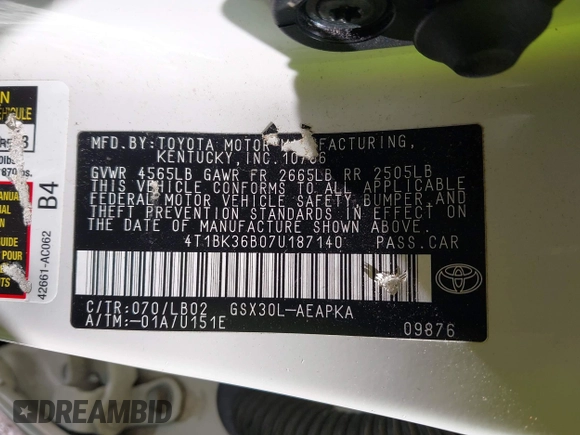 MFD.BY:TOYOTA MOTOR MANUFACTURING,
KENTUCKY, INC. 10/06
GVWR 4565LB GAWR FR 2665LB RR 2505LB
THIS VEHICLE CONFORMS TO ALL APPLICABLE
FEDERAL MOTOR VEHICLE SAFETY, BUMPER,AND
THEFT PREVENTION STANDARDS IN EFFECT ON
THE DATE OF MANUFACTURE SHOWN ABOVE.
4T1BK36B07U187140 PASS.CAR
C/TR:070/LB02 GSX30L-AEAPKA
A/TM:-01A/U151E
09876
TOYOTA
B4
42661-AC062
DREAMBID